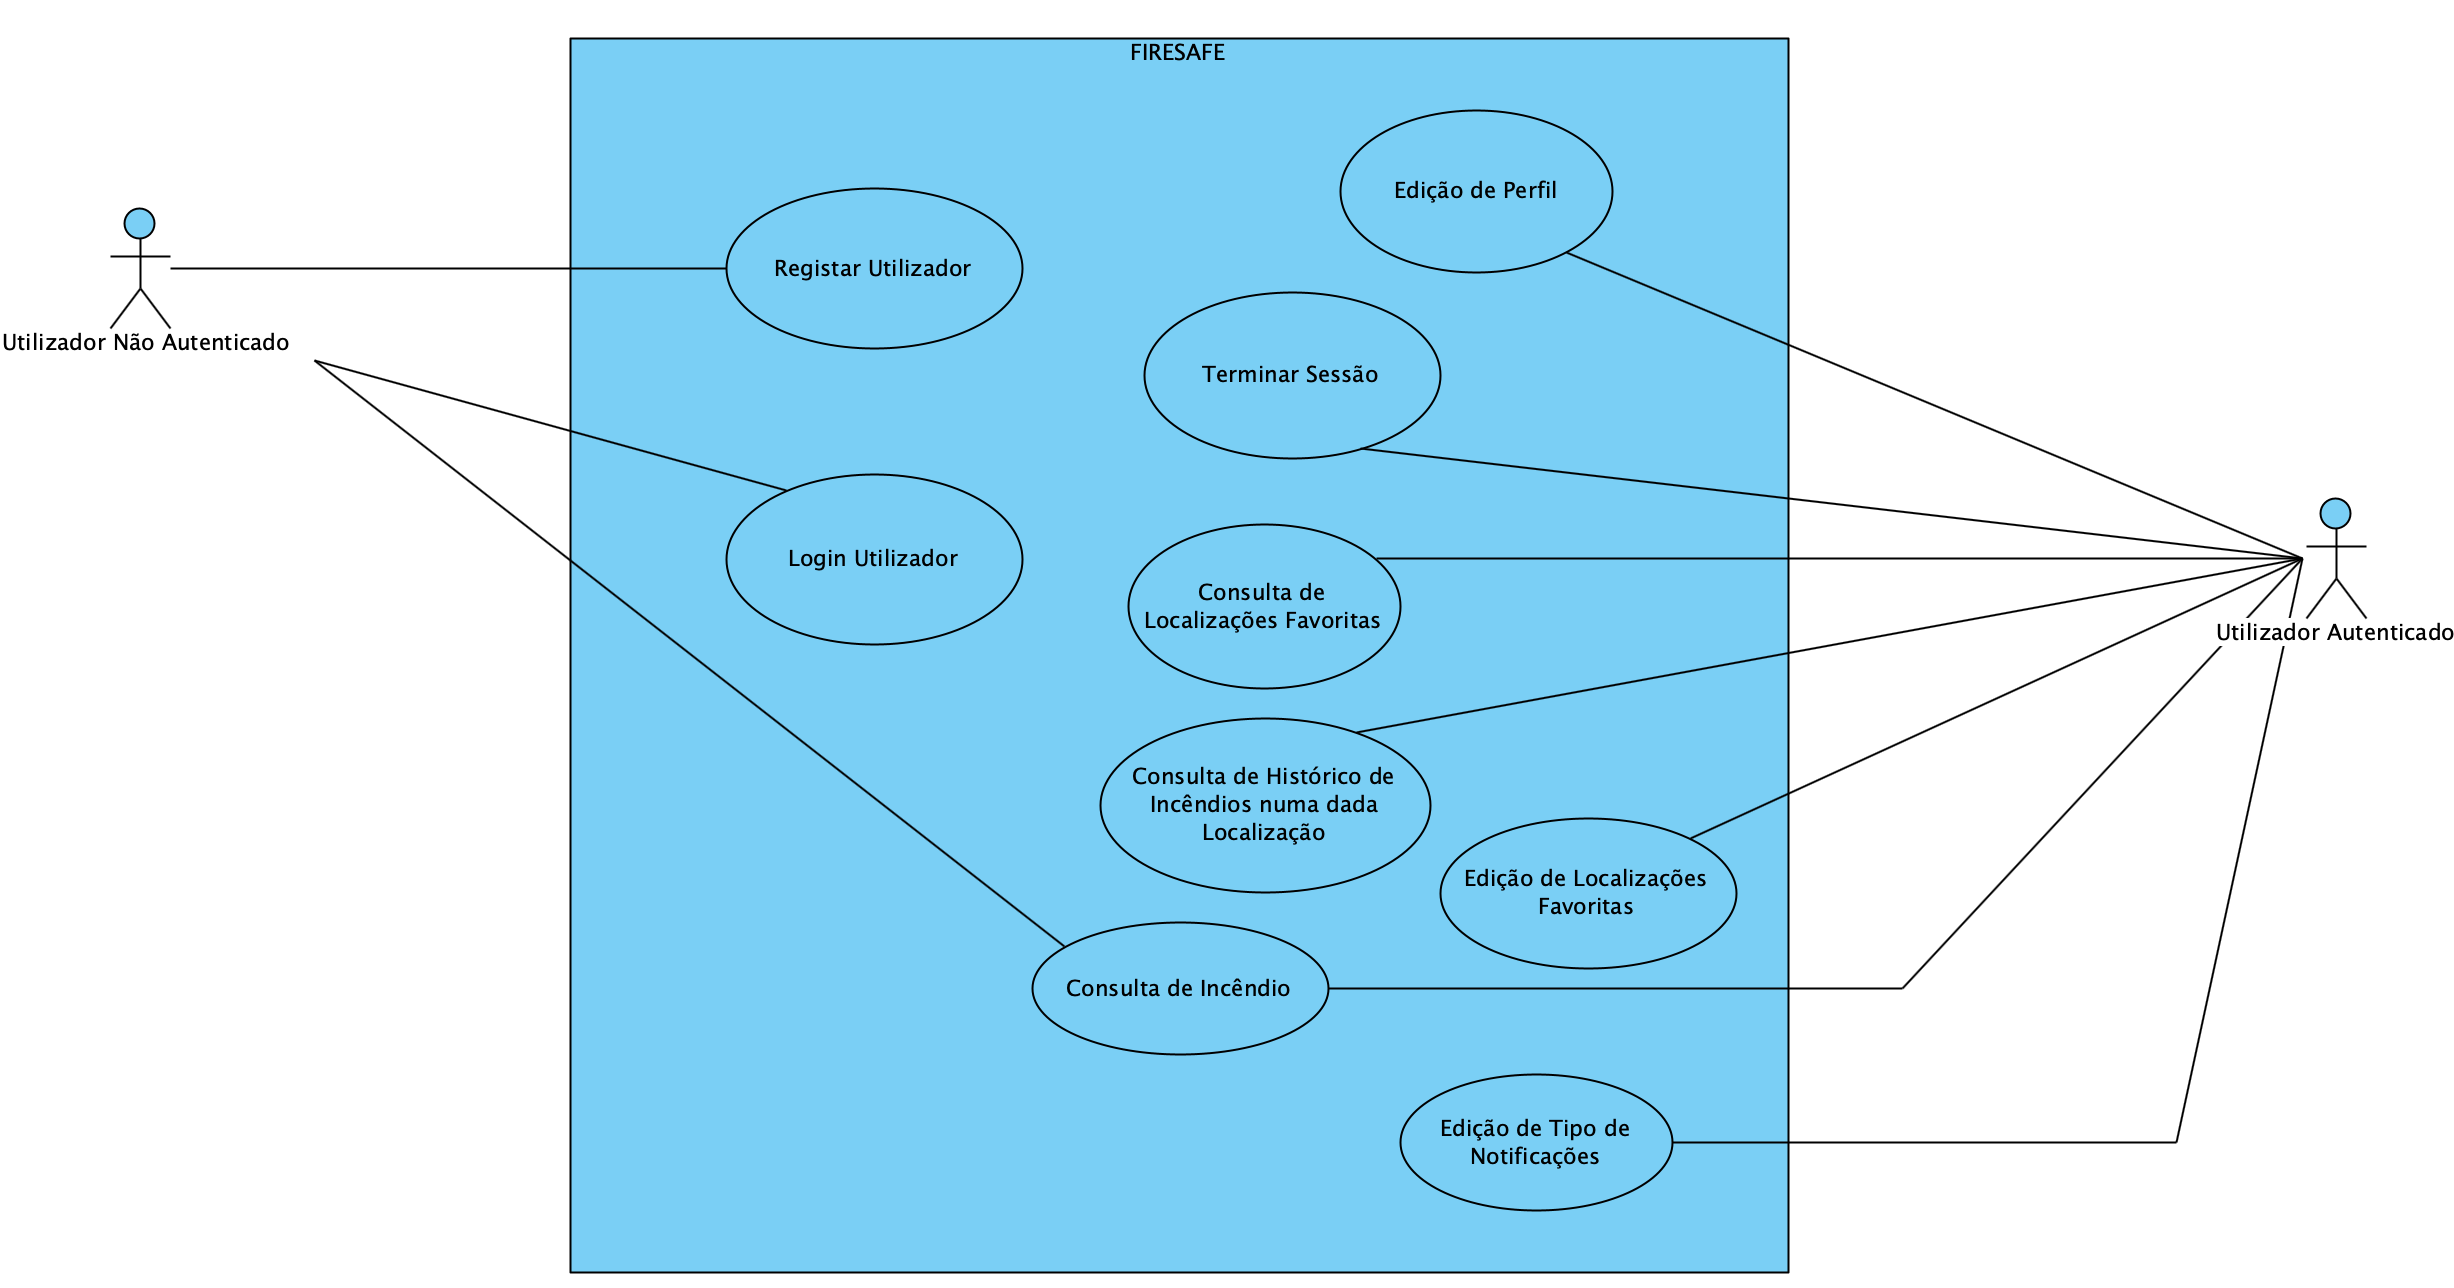 FIRESAFE
Edição de Perfil
Registar Utilizador
Utilizador Não Autenticado
Terminar Sessão
Login Utilizador
Consulta de
Localizações Favoritas
Utilizador Autenticado
Consulta de Histórico de
Incêndios numa dada
Localização
Edição de Localizações
Favoritas
Consulta de Incêndio
Edição de Tipo de
Notificações